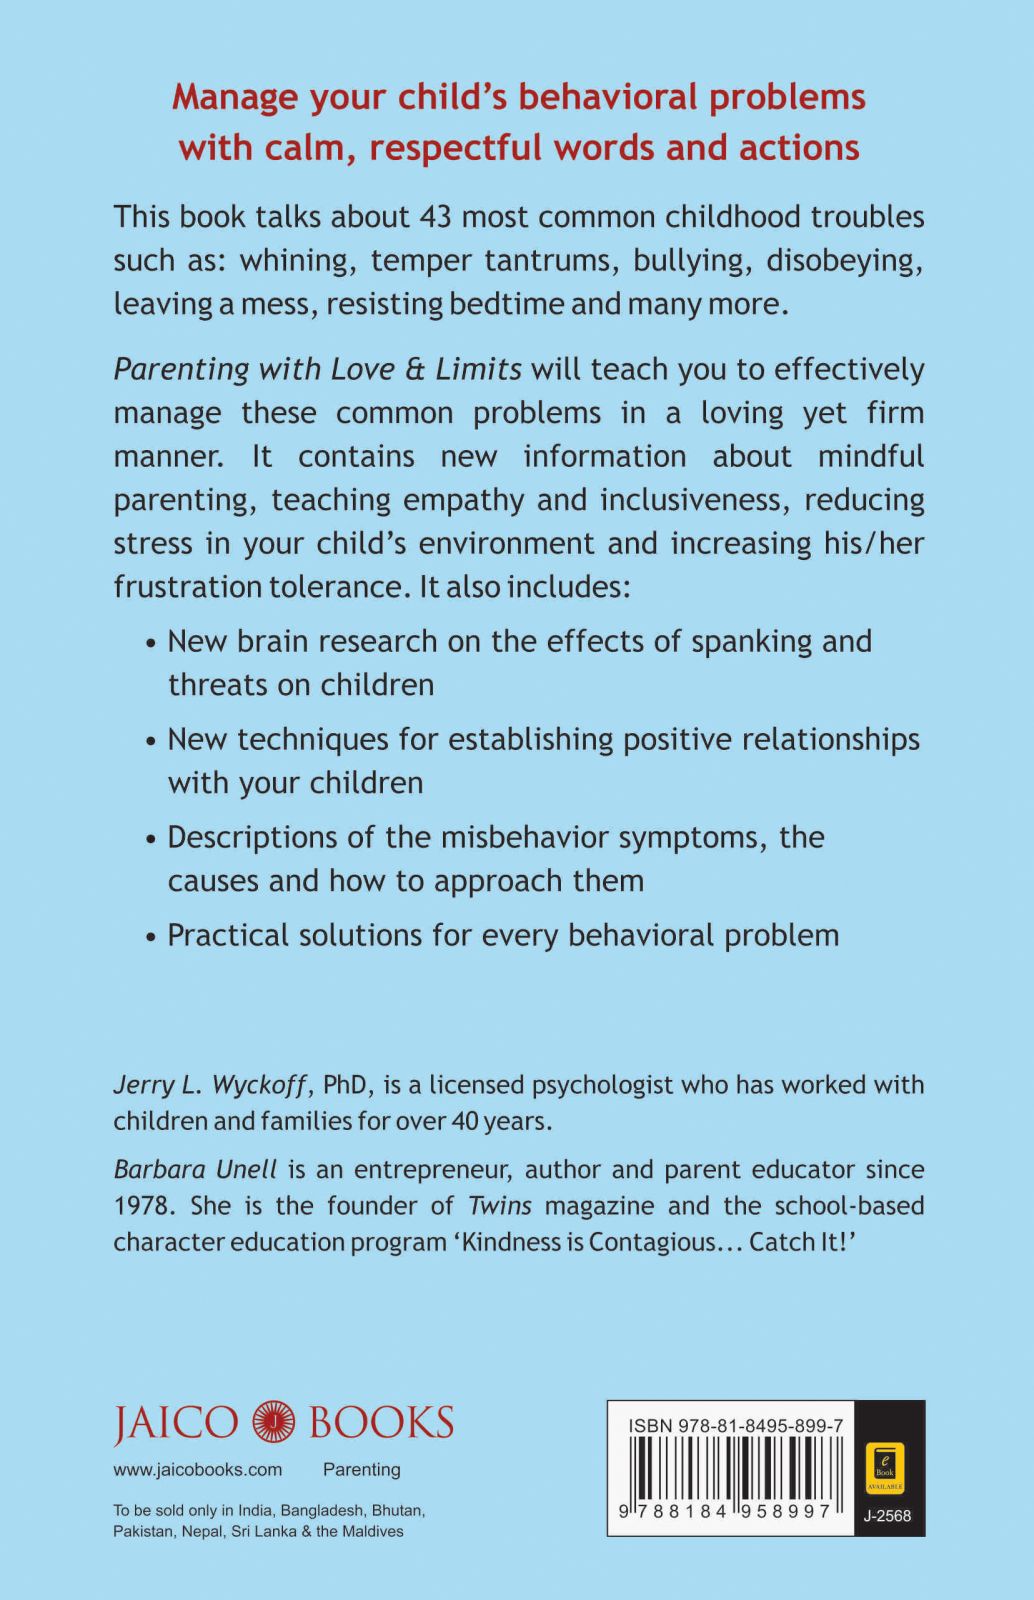 Manage your child's behavioral problems
with calm, respectful words and actions
This book talks about 43 most common childhood troubles
such as: whining, temper tantrums, bullying, disobeying,
leaving a mess, resisting bedtime and many more.
Parenting with Love & Limits will teach you to effectively
manage these common problems in a loving yet firm
manner. It contains new information about mindful
parenting, teaching empathy and inclusiveness, reducing
stress in your child's environment and increasing his/her
frustration tolerance. It also includes:
• New brain research on the effects of spanking and
threats on children
• New techniques for establishing positive relationships
with your children
• Descriptions of the misbehavior symptoms, the
causes and how to approach them
• Practical solutions for every behavioral problem
Jerry L. Wyckoff, PhD, is a licensed psychologist who has worked with
children and families for over 40 years.
Barbara Unell is an entrepreneur, author and parent educator since
1978. She is the founder of Twins magazine and the school-based
character education program 'Kindness is Contagious... Catch It!'
JAICO J BOOKS
www.jaicobooks.com Parenting
To be sold only in India, Bangladesh, Bhutan,
Pakistan, Nepal, Sri Lanka & the Maldives
ISBN 978-81-8495-899-7
9 788184 958997
e
Book
AVAILABLE
J-2568